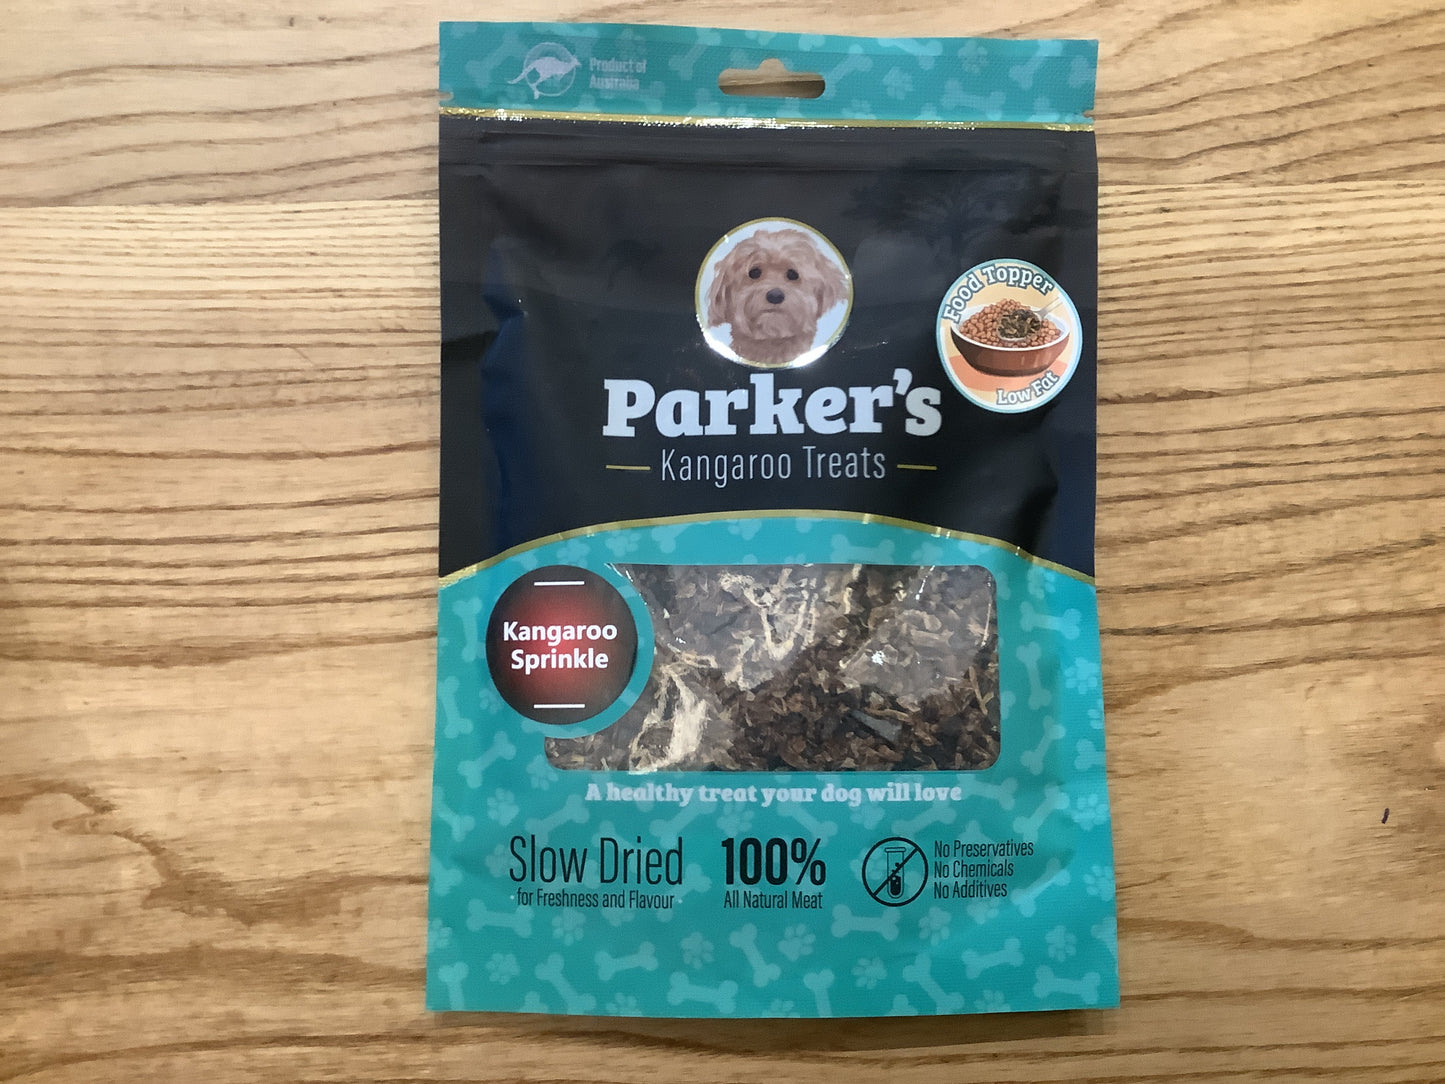 Product of
Australia
Food Topper
Low Fat
Parker's
Kangaroo Treats
Kangaroo
Sprinkle
A healthy treat your dog will love
Slow Dried
for Freshness and Flavour
100%
All Natural Meat
No Preservatives
No Chemicals
No Additives